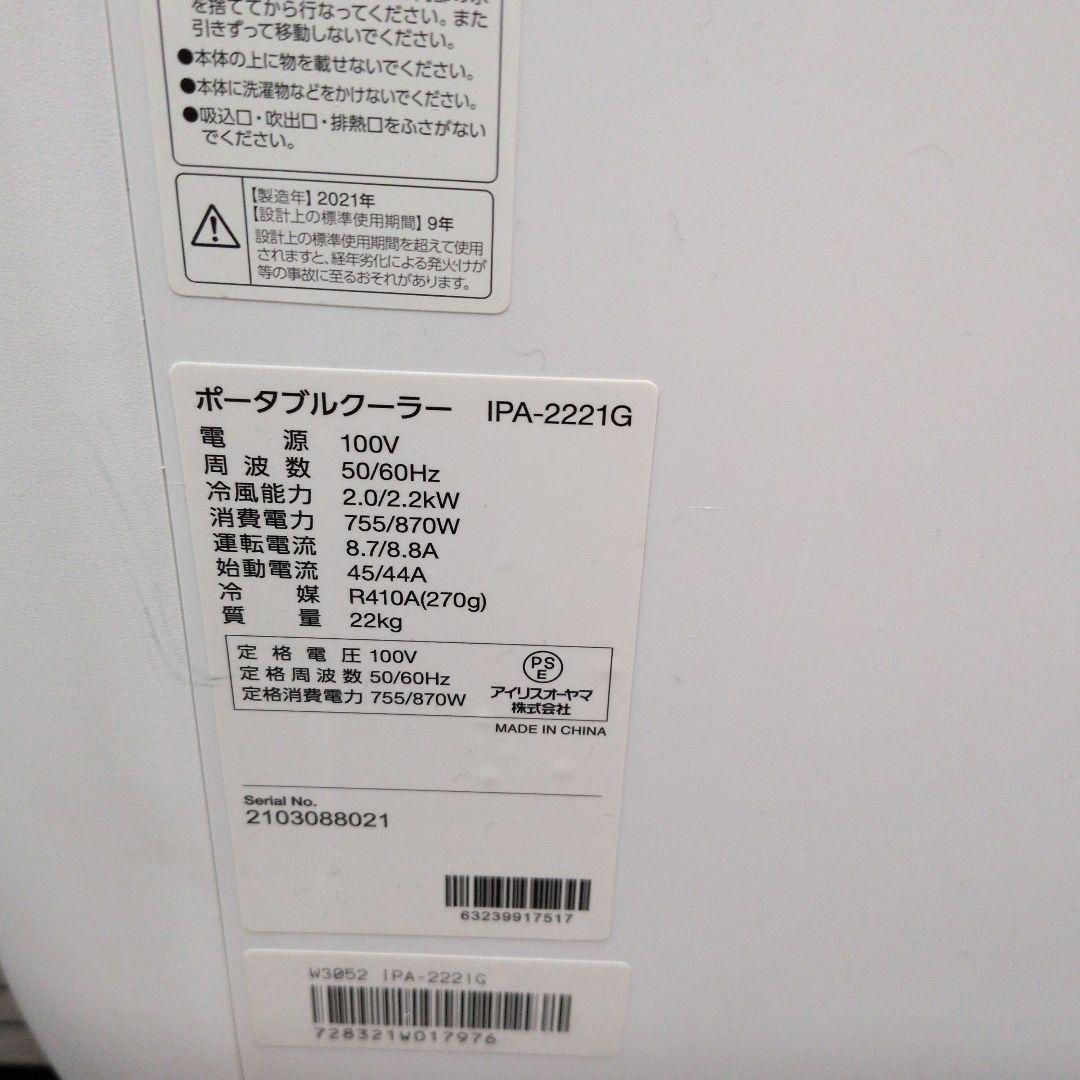 を捨ててから行なってください。また
引きずって移動しないでください。
●本体の上に物を載せないでください。
●本体に洗濯物などをかけないでください。
●吸込口・吹出口・排熱口をふさがない
でください。
【製造年】2021年
【設計上の標準使用期間】9年
設計上の標準使用期間を超えて使用
されますと、経年劣化による発火・けが
等の事故に至るおそれがあります。
ポータブルクーラー IPA-2221G
電源 100V
周波数 50/60Hz
冷風能力 2.0/2.2kW
消費電力 755/870W
運転電流 8.7/8.8A
始動電流 45/44A
冷媒 R410A(270g)
質量 22kg
定格電圧 100V
定格周波数 50/60Hz
定格消費電力 755/870W
PS
E
アイリスオーヤマ
株式会社
MADE IN CHINA
Serial No.
2103088021
63239917517
W3052 IPA-2221G
728321W017976